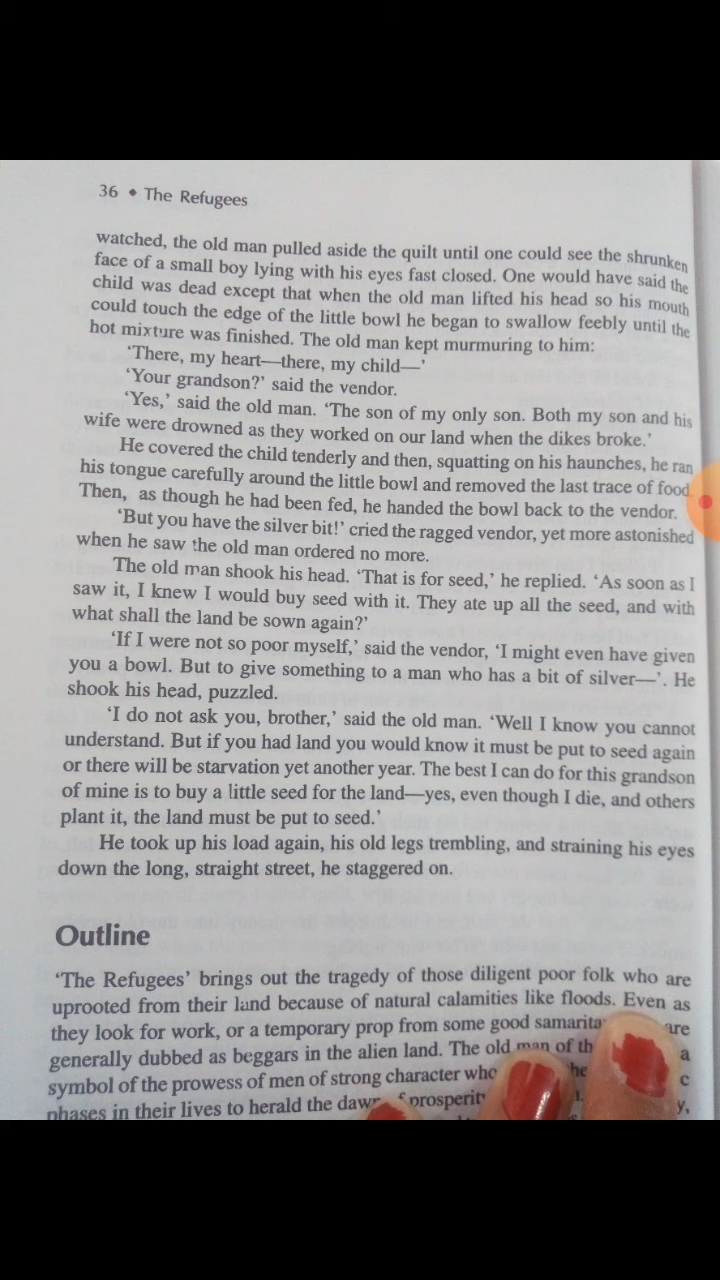 36 • The Refugees
watched, the old man pulled aside the quilt until one could see the shrunken
face of a small boy lying with his eyes fast closed. One would have said the
child was dead except that when the old man lifted his head so his mouth
could touch the edge of the little bowl he began to swallow feebly until the
hot mixture was finished. The old man kept murmuring to him:
‘There, my heart—there, my child—’
‘Your grandson?’ said the vendor.
‘Yes,’ said the old man. ‘The son of my only son. Both my son and his
wife were drowned as they worked on our land when the dikes broke.’
He covered the child tenderly and then, squatting on his haunches, he ran
his tongue carefully around the little bowl and removed the last trace of food.
Then, as though he had been fed, he handed the bowl back to the vendor.
‘But you have the silver bit!’ cried the ragged vendor, yet more astonished
when he saw the old man ordered no more.
The old man shook his head. ‘That is for seed,’ he replied. ‘As soon as I
saw it, I knew I would buy seed with it. They ate up all the seed, and with
what shall the land be sown again?’
‘If I were not so poor myself,’ said the vendor, ‘I might even have given
you a bowl. But to give something to a man who has a bit of silver—’. He
shook his head, puzzled.
‘I do not ask you, brother,’ said the old man. ‘Well I know you cannot
understand. But if you had land you would know it must be put to seed again
or there will be starvation yet another year. The best I can do for this grandson
of mine is to buy a little seed for the land—yes, even though I die, and others
plant it, the land must be put to seed.’
He took up his load again, his old legs trembling, and straining his eyes
down the long, straight street, he staggered on.
Outline
‘The Refugees’ brings out the tragedy of those diligent poor folk who are
uprooted from their land because of natural calamities like floods. Even as
they look for work, or a temporary prop from some good are
generally dubbed as beggars in the alien land. The old man of a
symbol of the prowess of men of strong character who
phases in their lives to herald the